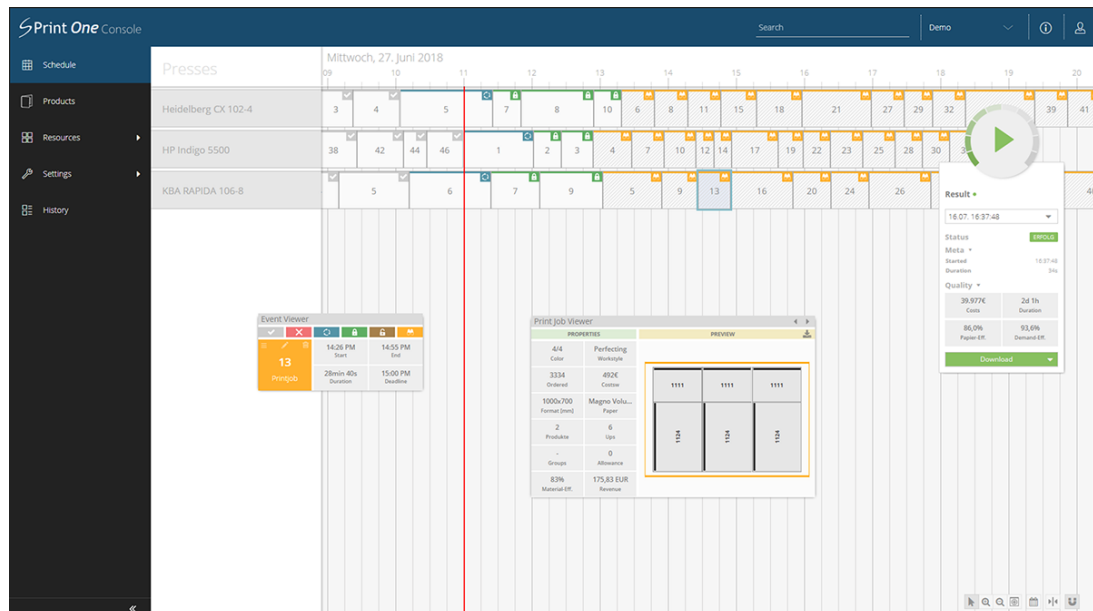 SPrint One Console
Search
Demo
Schedule
Products
Resources
Settings
History
Presses
Mittwoch, 27. Juni 2018
09 10 11 12 13 14 15 16 17 18 19 20
Heidelberg CX 102-4
3 4 5 7 8 10 6 8 11 15 18 21 27 29 32 39 41
HP Indigo 5500
38 42 44 46 1 2 3 4 7 10 12 14 17 19 22 23 25 28 30
KBA RAPIDA 106-8
5 6 7 9 5 9 13 16 20 24 26
Result
16.07. 16:37:48
Status ERFOLG
Meta
Started 16:37:48
Duration 34s
Quality
39.977€ 2d 1h
Costs Duration
86,0% 93,6%
Papier-Eff. Demand-Eff.
Download
Event Viewer
13
Printjob
14:26 PM 14:55 PM
Start End
28min 40s 15:00 PM
Duration Deadline
Print Job Viewer
PROPERTIES PREVIEW
4/4 Perfecting
Color Workstyle
3334 492€
Ordered Costow
1000x700 Magno Volu...
Format [mm] Paper
2 6
Produkte Ups
- 0
Groups Allowance
83% 175,83 EUR
Material-Eff. Revenue
1111 1111 1111
1124 1124 1124